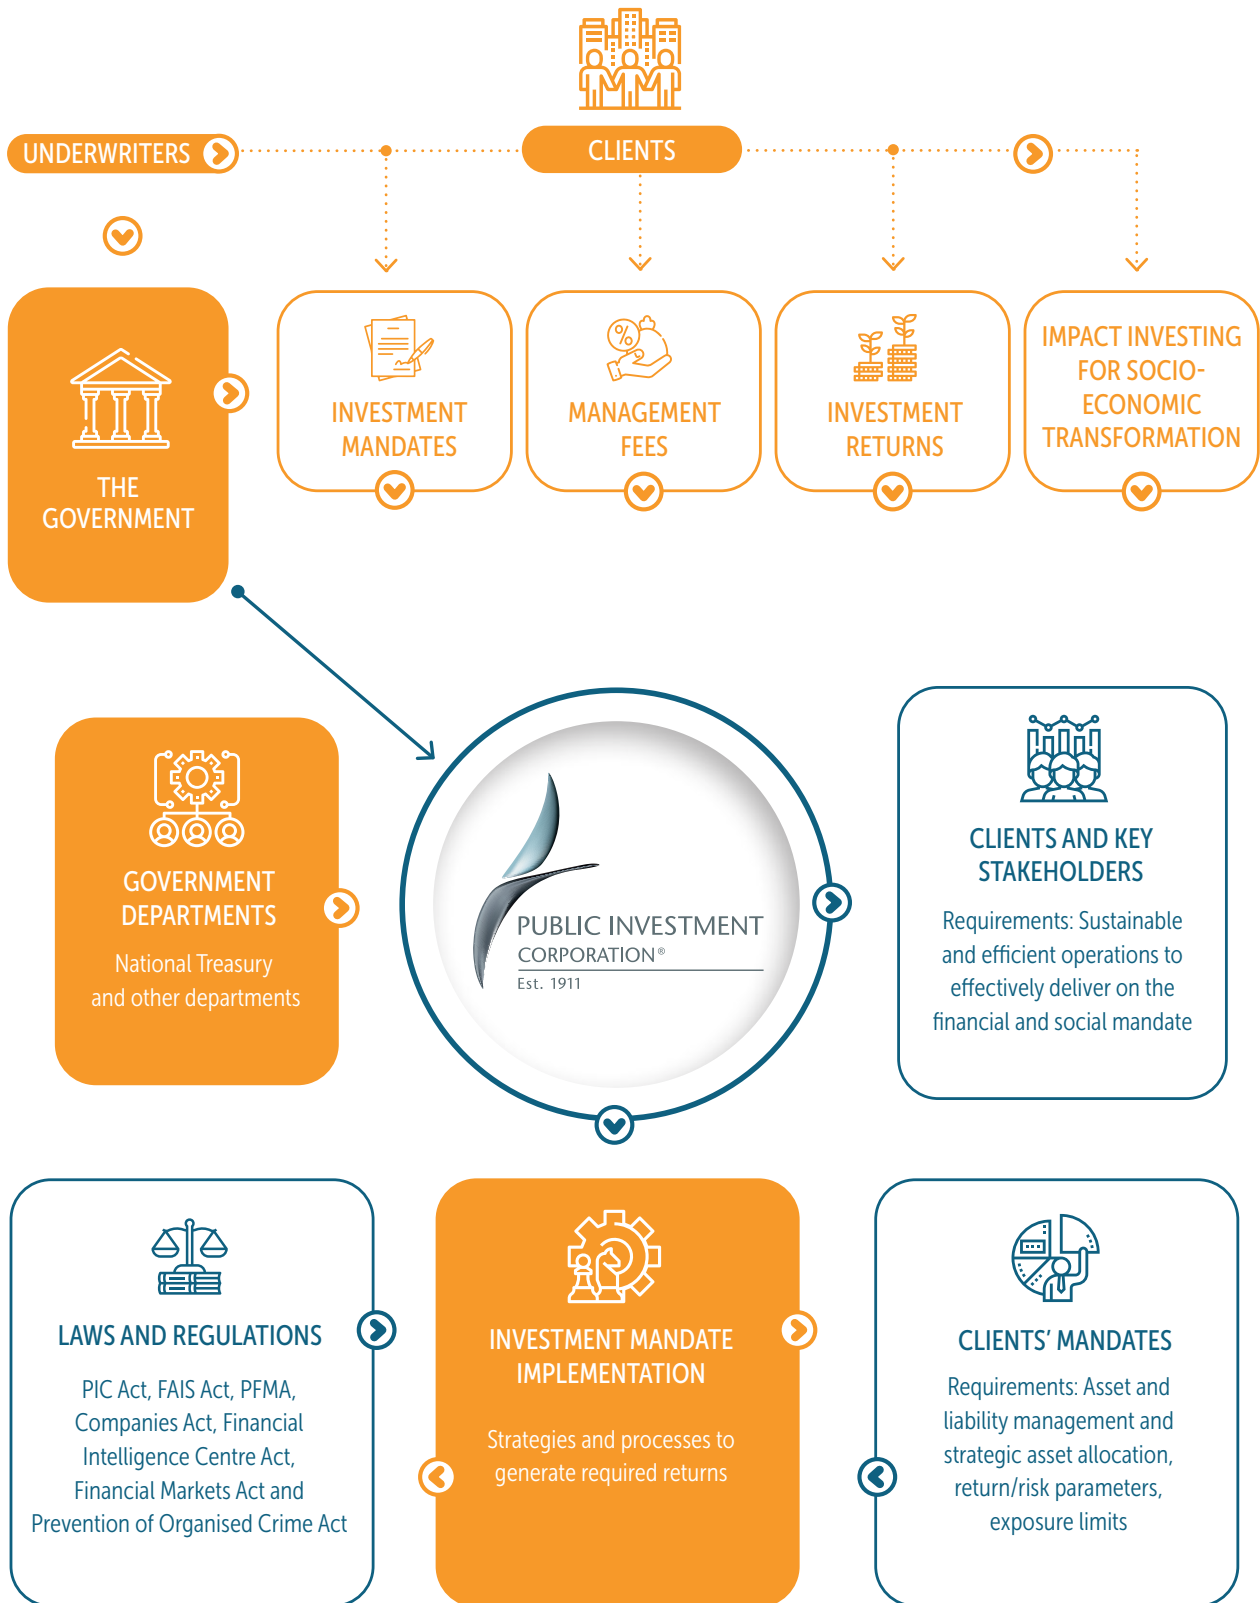 UNDERWRITERS
CLIENTS
THE
GOVERNMENT
INVESTMENT
MANDATES
%
MANAGEMENT
FEES
INVESTMENT
RETURNS
IMPACT INVESTING
FOR SOCIO-
ECONOMIC
TRANSFORMATION
GOVERNMENT
DEPARTMENTS
National Treasury
and other departments
PUBLIC INVESTMENT
CORPORATION®
Est. 1911
CLIENTS AND KEY
STAKEHOLDERS
Requirements: Sustainable
and efficient operations to
effectively deliver on the
financial and social mandate
LAWS AND REGULATIONS
PIC Act, FAIS Act, PFMA,
Companies Act, Financial
Intelligence Centre Act,
Financial Markets Act and
Prevention of Organised Crime Act
INVESTMENT MANDATE
IMPLEMENTATION
Strategies and processes to
generate required returns
CLIENTS’ MANDATES
Requirements: Asset and
liability management and
strategic asset allocation,
return/risk parameters,
exposure limits